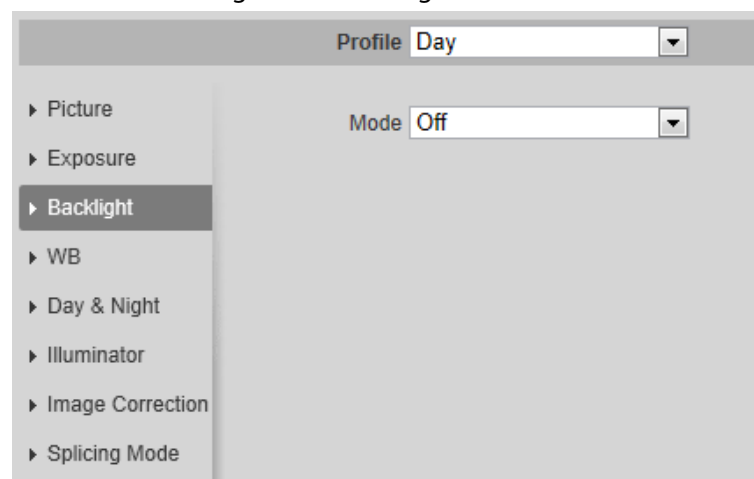 Profile Day
Picture
Mode Off
Exposure
Backlight
WB
Day & Night
Illuminator
Image Correction
Splicing Mode